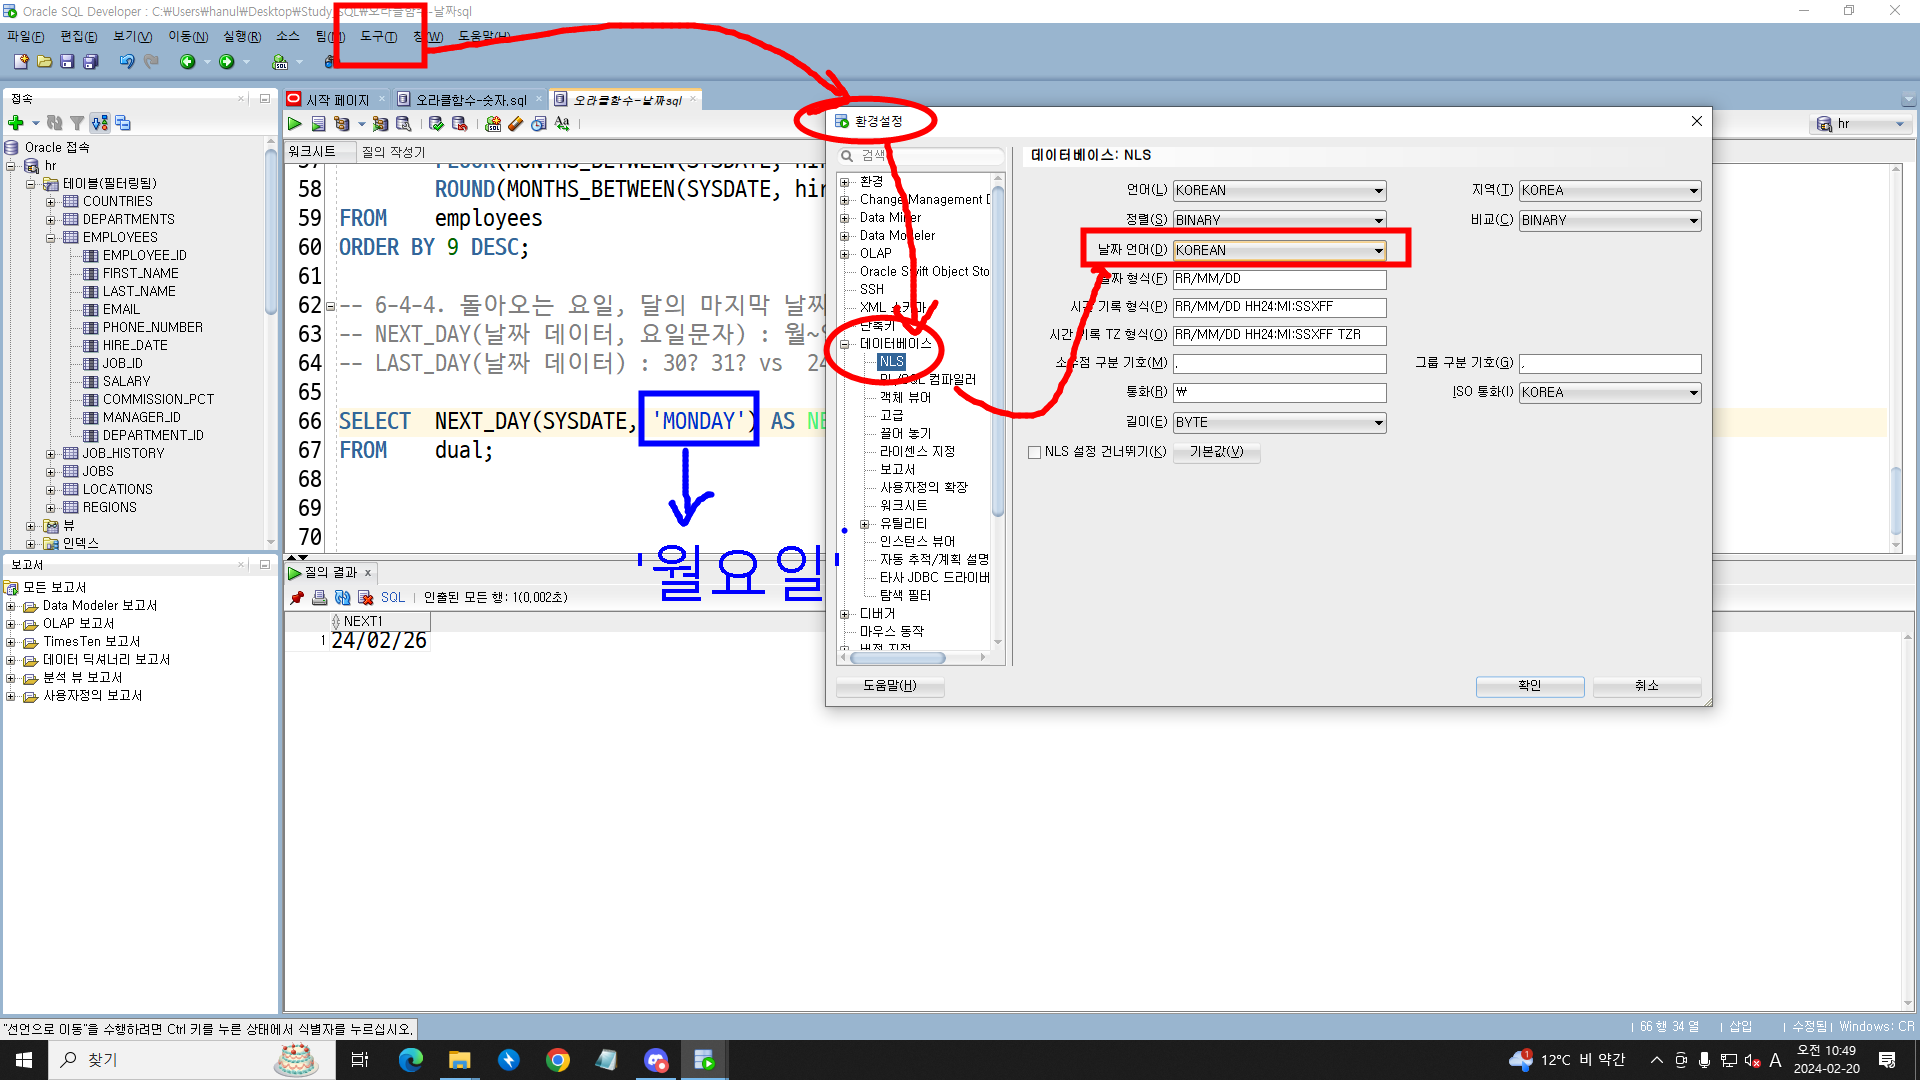 Oracle SQL Developer : C:₩Users₩hanul₩Desktop₩Study_SQL₩오라클함수-날짜sql
파일(F) 편집(E) 보기(V) 이동(N) 실행(R) 소스 팀(M) 도구(T) 창(W) 도움말(H)
접속
시작 페이지
오라클함수-숫자.sql
오라클함수-날짜sql
hr
Oracle 접속
hr
테이블(필터링됨)
COUNTRIES
DEPARTMENTS
EMPLOYEES
EMPLOYEE_ID
FIRST_NAME
LAST_NAME
EMAIL
PHONE_NUMBER
HIRE_DATE
JOB_ID
SALARY
COMMISSION_PCT
MANAGER_ID
DEPARTMENT_ID
JOB_HISTORY
JOBS
LOCATIONS
REGIONS
뷰
인덱스
보고서
모든 보고서
Data Modeler 보고서
OLAP 보고서
TimesTen 보고서
데이터 딕셔너리 보고서
분석 뷰 보고서
사용자정의 보고서
워크시트 질의 작성기
58 ROUND(MONTHS_BETWEEN(SYSDATE, hir
59 FROM employees
60 ORDER BY 9 DESC;
61
62 -- 6-4-4. 돌아오는 요일, 달의 마지막 날짜
63 -- NEXT_DAY(날짜 데이터, 요일문자) : 월~
64 -- LAST_DAY(날짜 데이터) : 30? 31? vs 24
65
66 SELECT NEXT_DAY(SYSDATE, 'MONDAY') AS NE
67 FROM dual;
68
69
70
'월요일'
질의 결과
SQL | 인출된 모든 행: 1(0,002초)
NEXT1
1 24/02/26
환경설정
검색
환경
Change Management
Data Miner
Data Modeler
OLAP
Oracle Swift Object Sto
SSH
XML 스키마
단축키
데이터베이스
NLS
PL/SQL 컴파일러
객체 뷰어
고급
끌어 놓기
라이센스 지정
보고서
사용자정의 확장
워크시트
유틸리티
인스턴스 뷰어
자동 추적/계획 설명
타사 JDBC 드라이버
탐색 필터
디버거
마우스 동작
버전 지정
데이터베이스: NLS
언어(L) KOREAN 지역(T) KOREA
정렬(S) BINARY 비교(C) BINARY
날짜 언어(D) KOREAN
날짜 형식(F) RR/MM/DD
시간 기록 형식(P) RR/MM/DD HH24:MI:SSXFF
시간 기록 TZ 형식(O) RR/MM/DD HH24:MI:SSXFF TZR
소수점 구분 기호(M) . 그룹 구분 기호(G) ,
통화(R) ₩ ISO 통화(I) KOREA
길이(E) BYTE
NLS 설정 건너뛰기(K) 기본값(V)
도움말(H) 확인 취소
"선언으로 이동"을 수행하려면 Ctrl 키를 누른 상태에서 식별자를 누르십시오.
66 행 34 열 | 삽입 | 수정됨 | Windows: CR
찾기
12°C 비 약간
A
오전 10:49
2024-02-20